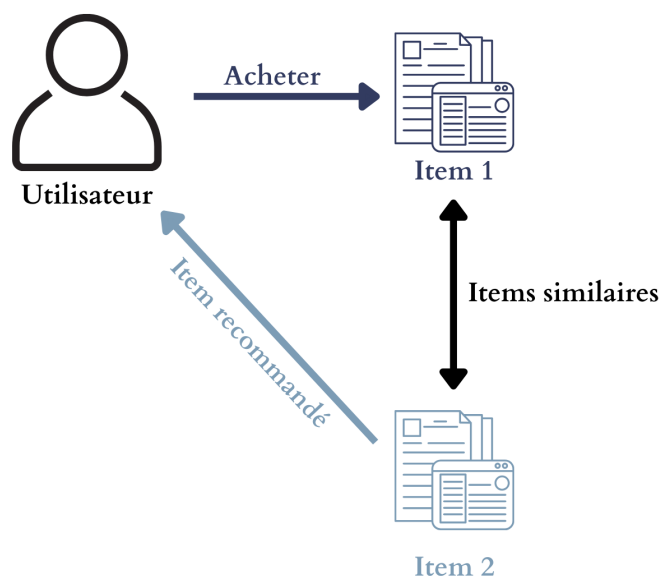 Acheter
Item 1
Utilisateur
Item recommandé
Items similaires
Item 2